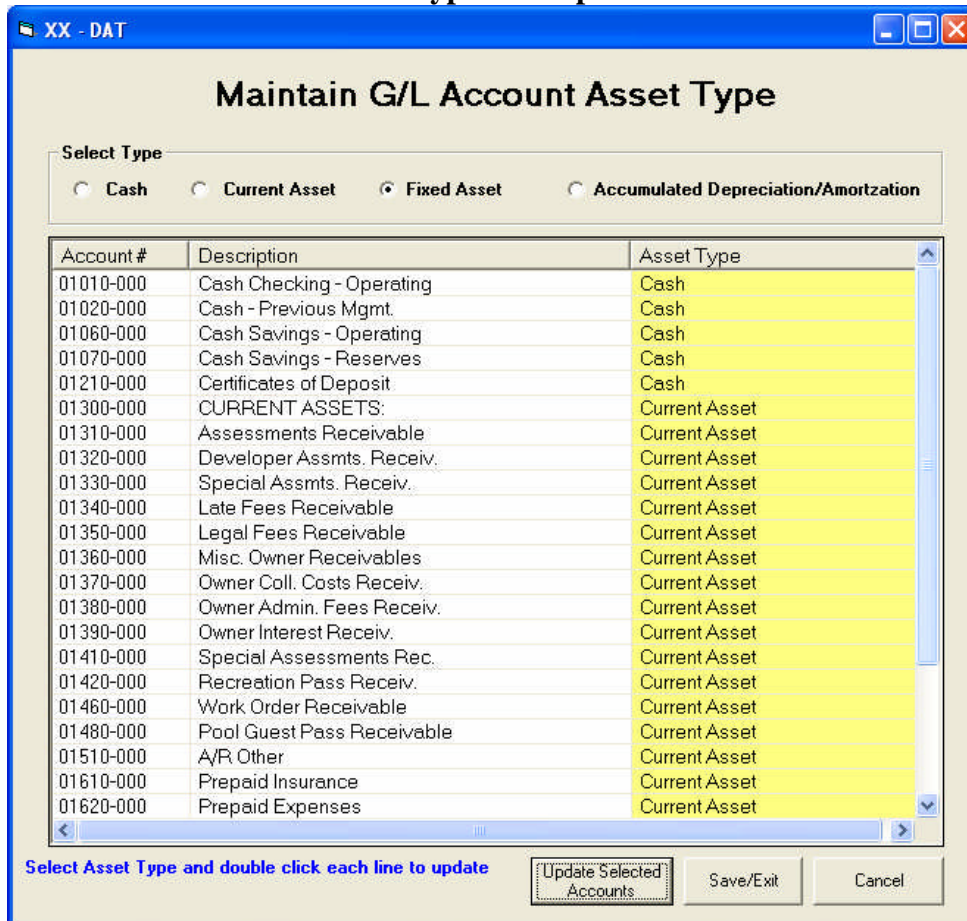 XX - DAT
Maintain G/L Account Asset Type
Select Type
Cash Current Asset Fixed Asset Accumulated Depreciation/Amortzation
Account # Description Asset Type
01010-000 Cash Checking - Operating Cash
01020-000 Cash - Previous Mgmt. Cash
01060-000 Cash Savings - Operating Cash
01070-000 Cash Savings - Reserves Cash
01210-000 Certificates of Deposit Cash
01300-000 CURRENT ASSETS: Current Asset
01310-000 Assessments Receivable Current Asset
01320-000 Developer Assmts. Receiv. Current Asset
01330-000 Special Assmts. Receiv. Current Asset
01340-000 Late Fees Receivable Current Asset
01350-000 Legal Fees Receivable Current Asset
01360-000 Misc. Owner Receivables Current Asset
01370-000 Owner Coll. Costs Receiv. Current Asset
01380-000 Owner Admin. Fees Receiv. Current Asset
01390-000 Owner Interest Receiv. Current Asset
01410-000 Special Assessments Rec. Current Asset
01420-000 Recreation Pass Receiv. Current Asset
01460-000 Work Order Receivable Current Asset
01480-000 Pool Guest Pass Receivable Current Asset
01510-000 A/R Other Current Asset
01610-000 Prepaid Insurance Current Asset
01620-000 Prepaid Expenses Current Asset
Select Asset Type and double click each line to update
Update Selected
Accounts
Save/Exit
Cancel